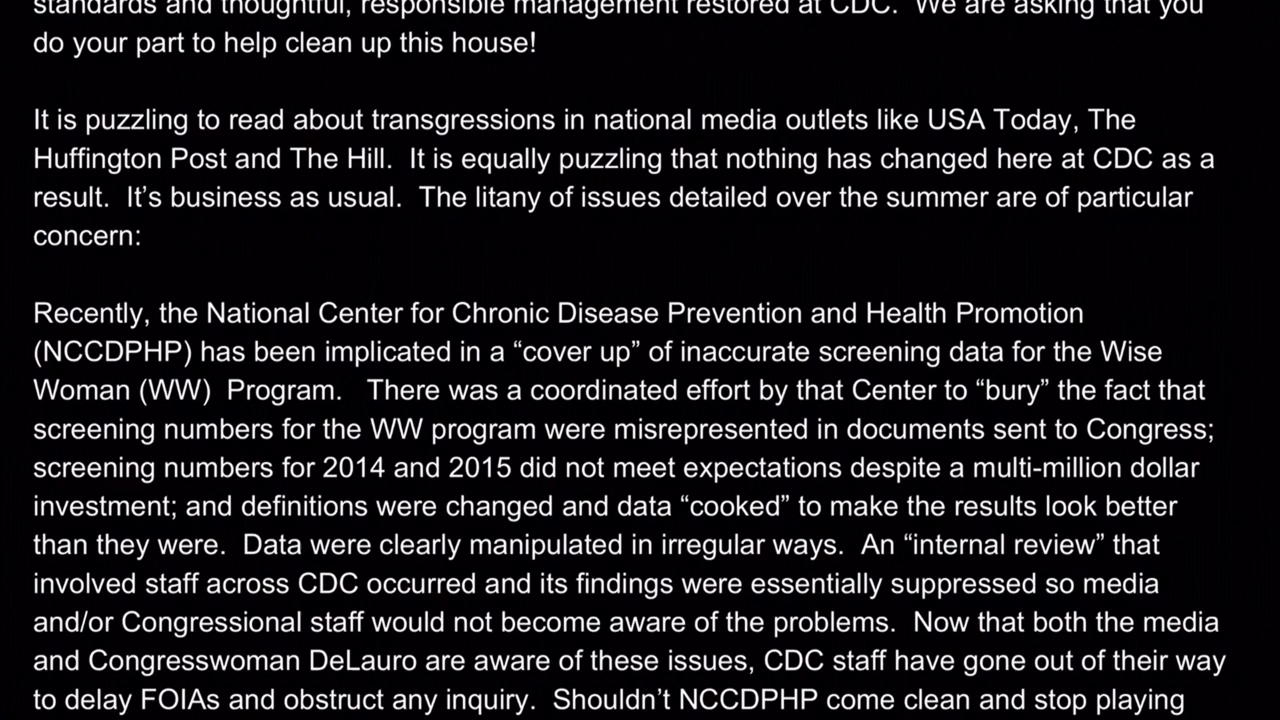 standards and thoughtful, responsible management restored at CDC.  We are asking that you
do your part to help clean up this house!
It is puzzling to read about transgressions in national media outlets like USA Today, The
Huffington Post and The Hill.  It is equally puzzling that nothing has changed here at CDC as a
result.  It’s business as usual.  The litany of issues detailed over the summer are of particular
concern:
Recently, the National Center for Chronic Disease Prevention and Health Promotion
(NCCDPHP) has been implicated in a “cover up” of inaccurate screening data for the Wise
Woman (WW)  Program.   There was a coordinated effort by that Center to “bury” the fact that
screening numbers for the WW program were misrepresented in documents sent to Congress;
screening numbers for 2014 and 2015 did not meet expectations despite a multi-million dollar
investment; and definitions were changed and data “cooked” to make the results look better
than they were.  Data were clearly manipulated in irregular ways.  An “internal review” that
involved staff across CDC occurred and its findings were essentially suppressed so media
and/or Congressional staff would not become aware of the problems.  Now that both the media
and Congresswoman DeLauro are aware of these issues, CDC staff have gone out of their way
to delay FOIAs and obstruct any inquiry.  Shouldn’t NCCDPHP come clean and stop playing